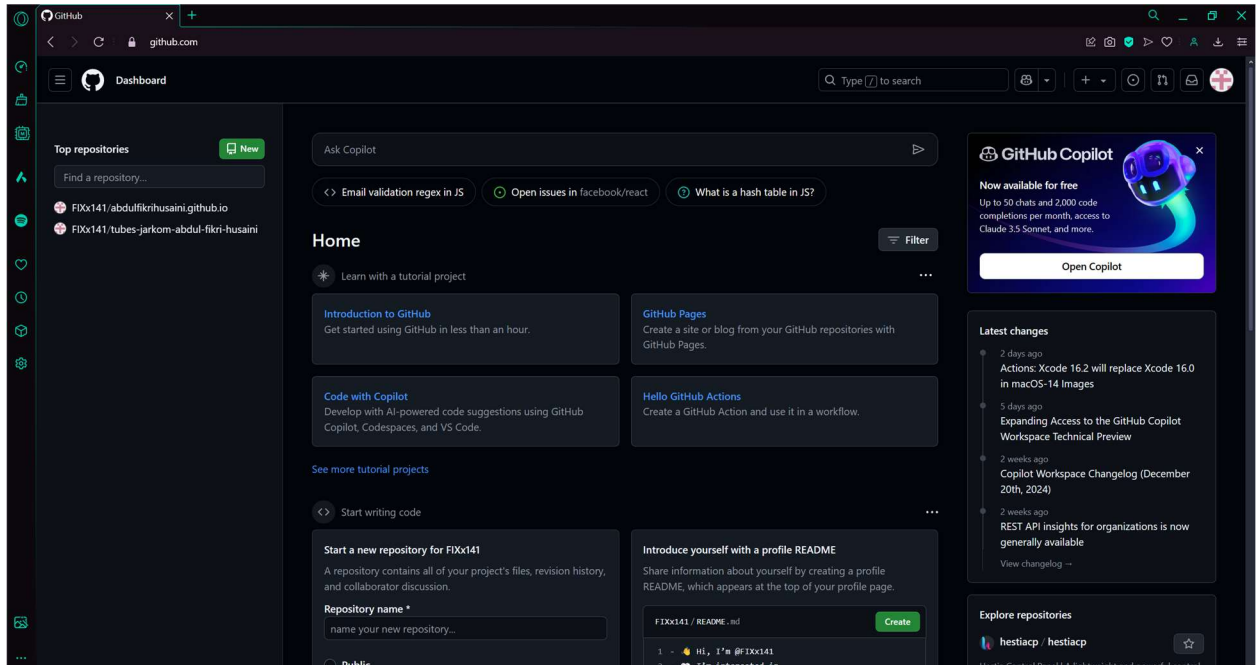 GitHub
github.com
Dashboard
Type / to search
Top repositories
New
Find a repository...
FIXx141/abdulfikrihusaini.github.io
FIXx141/tubes-jarkom-abdul-fikri-husaini
Ask Copilot
Email validation regex in JS
Open issues in facebook/react
What is a hash table in JS?
Home
Filter
Learn with a tutorial project
Introduction to GitHub
Get started using GitHub in less than an hour.
GitHub Pages
Create a site or blog from your GitHub repositories with
GitHub Pages.
Code with Copilot
Develop with AI-powered code suggestions using GitHub
Copilot, Codespaces, and VS Code.
Hello GitHub Actions
Create a GitHub Action and use it in a workflow.
See more tutorial projects
Start writing code
Start a new repository for FIXx141
A repository contains all of your project's files, revision history,
and collaborator discussion.
Repository name *
name your new repository...
Public
Introduce yourself with a profile README
Share information about yourself by creating a profile
README, which appears at the top of your profile page.
FIXx141 / README.md
Create
1 - 👋 Hi, I'm @FIXx141
GitHub Copilot
Now available for free
Up to 50 chats and 2,000 code
completions per month, access to
Claude 3.5 Sonnet, and more.
Open Copilot
Latest changes
2 days ago
Actions: Xcode 16.2 will replace Xcode 16.0
in macOS-14 Images
5 days ago
Expanding Access to the GitHub Copilot
Workspace Technical Preview
2 weeks ago
Copilot Workspace Changelog (December
20th, 2024)
2 weeks ago
REST API insights for organizations is now
generally available
View changelog →
Explore repositories
hestiacp / hestiacp